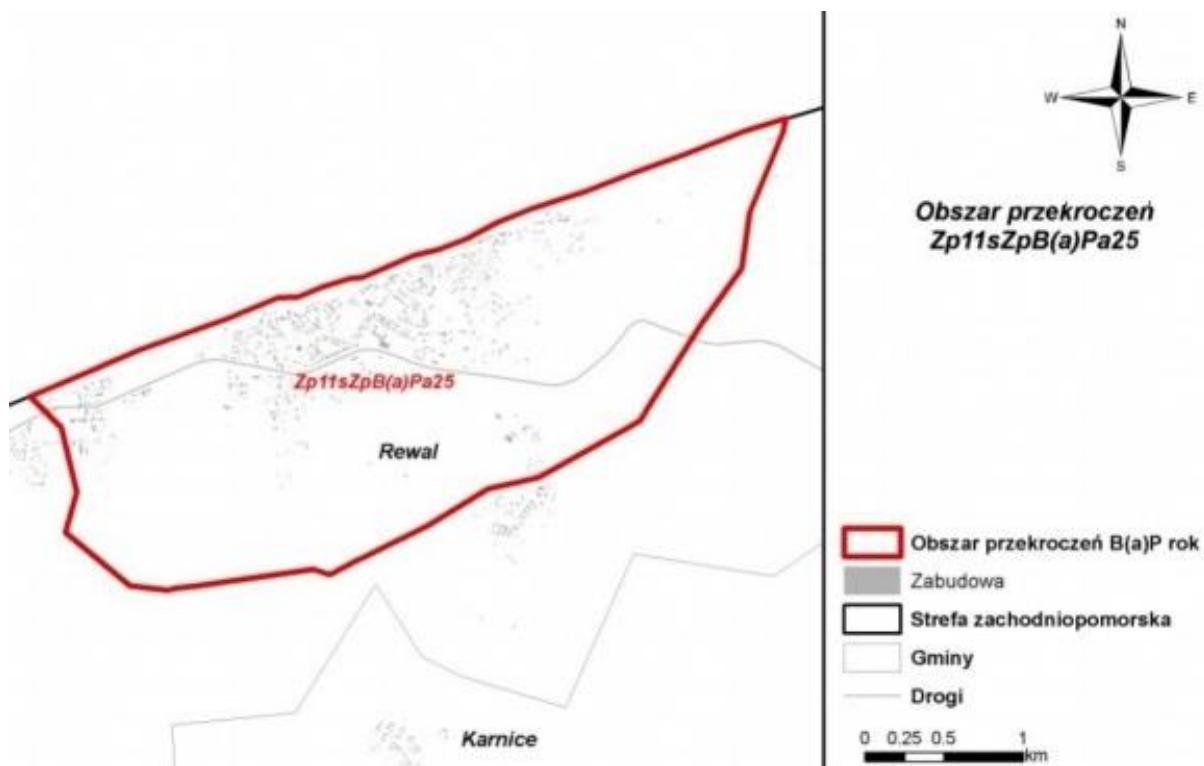 N
W E
S
Obszar przekroczeń
Zp11sZpB(a)Pa25
Zp11sZpB(a)Pa25
Rewal
Karnice
Obszar przekroczeń B(a)P rok
Zabudowa
Strefa zachodniopomorska
Gminy
Drogi
0 0.25 0.5 1
km